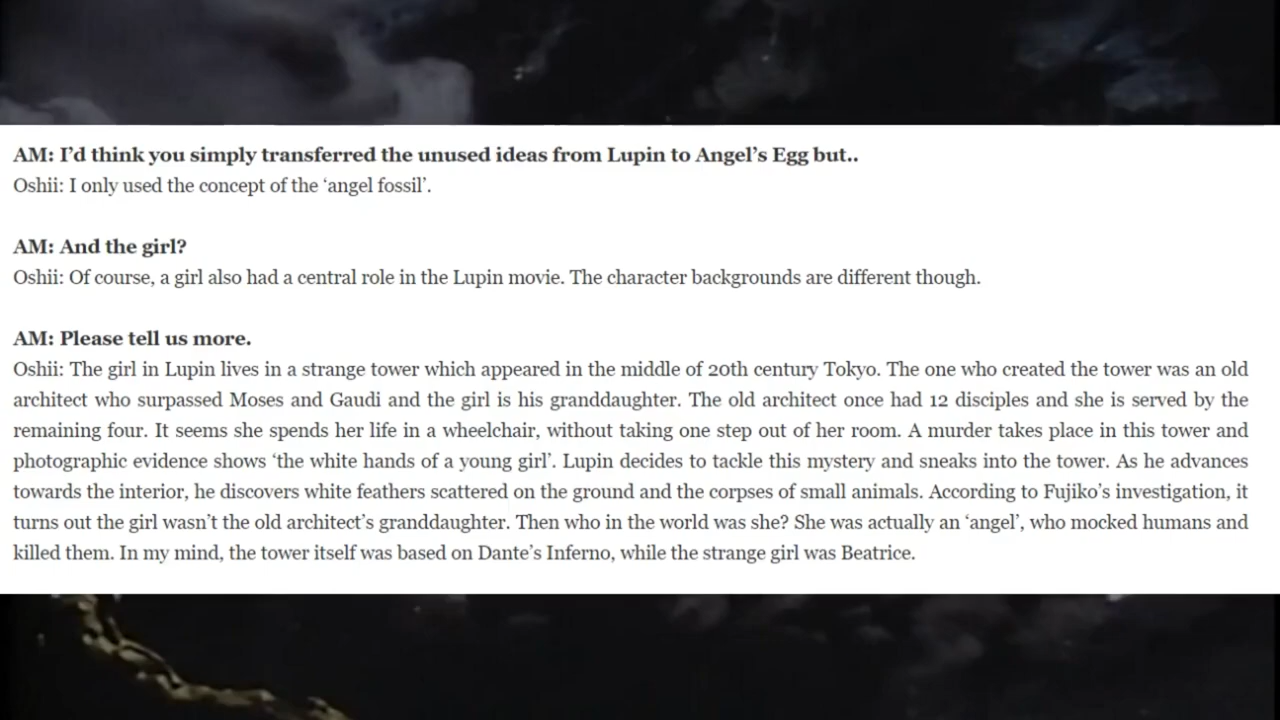 AM: I’d think you simply transferred the unused ideas from Lupin to Angel’s Egg but..
Oshii: I only used the concept of the ‘angel fossil’.
AM: And the girl?
Oshii: Of course, a girl also had a central role in the Lupin movie. The character backgrounds are different though.
AM: Please tell us more.
Oshii: The girl in Lupin lives in a strange tower which appeared in the middle of 20th century Tokyo. The one who created the tower was an old
architect who surpassed Moses and Gaudi and the girl is his granddaughter. The old architect once had 12 disciples and she is served by the
remaining four. It seems she spends her life in a wheelchair, without taking one step out of her room. A murder takes place in this tower and
photographic evidence shows ‘the white hands of a young girl’. Lupin decides to tackle this mystery and sneaks into the tower. As he advances
towards the interior, he discovers white feathers scattered on the ground and the corpses of small animals. According to Fujiko’s investigation, it
turns out the girl wasn’t the old architect’s granddaughter. Then who in the world was she? She was actually an ‘angel’, who mocked humans and
killed them. In my mind, the tower itself was based on Dante’s Inferno, while the strange girl was Beatrice.